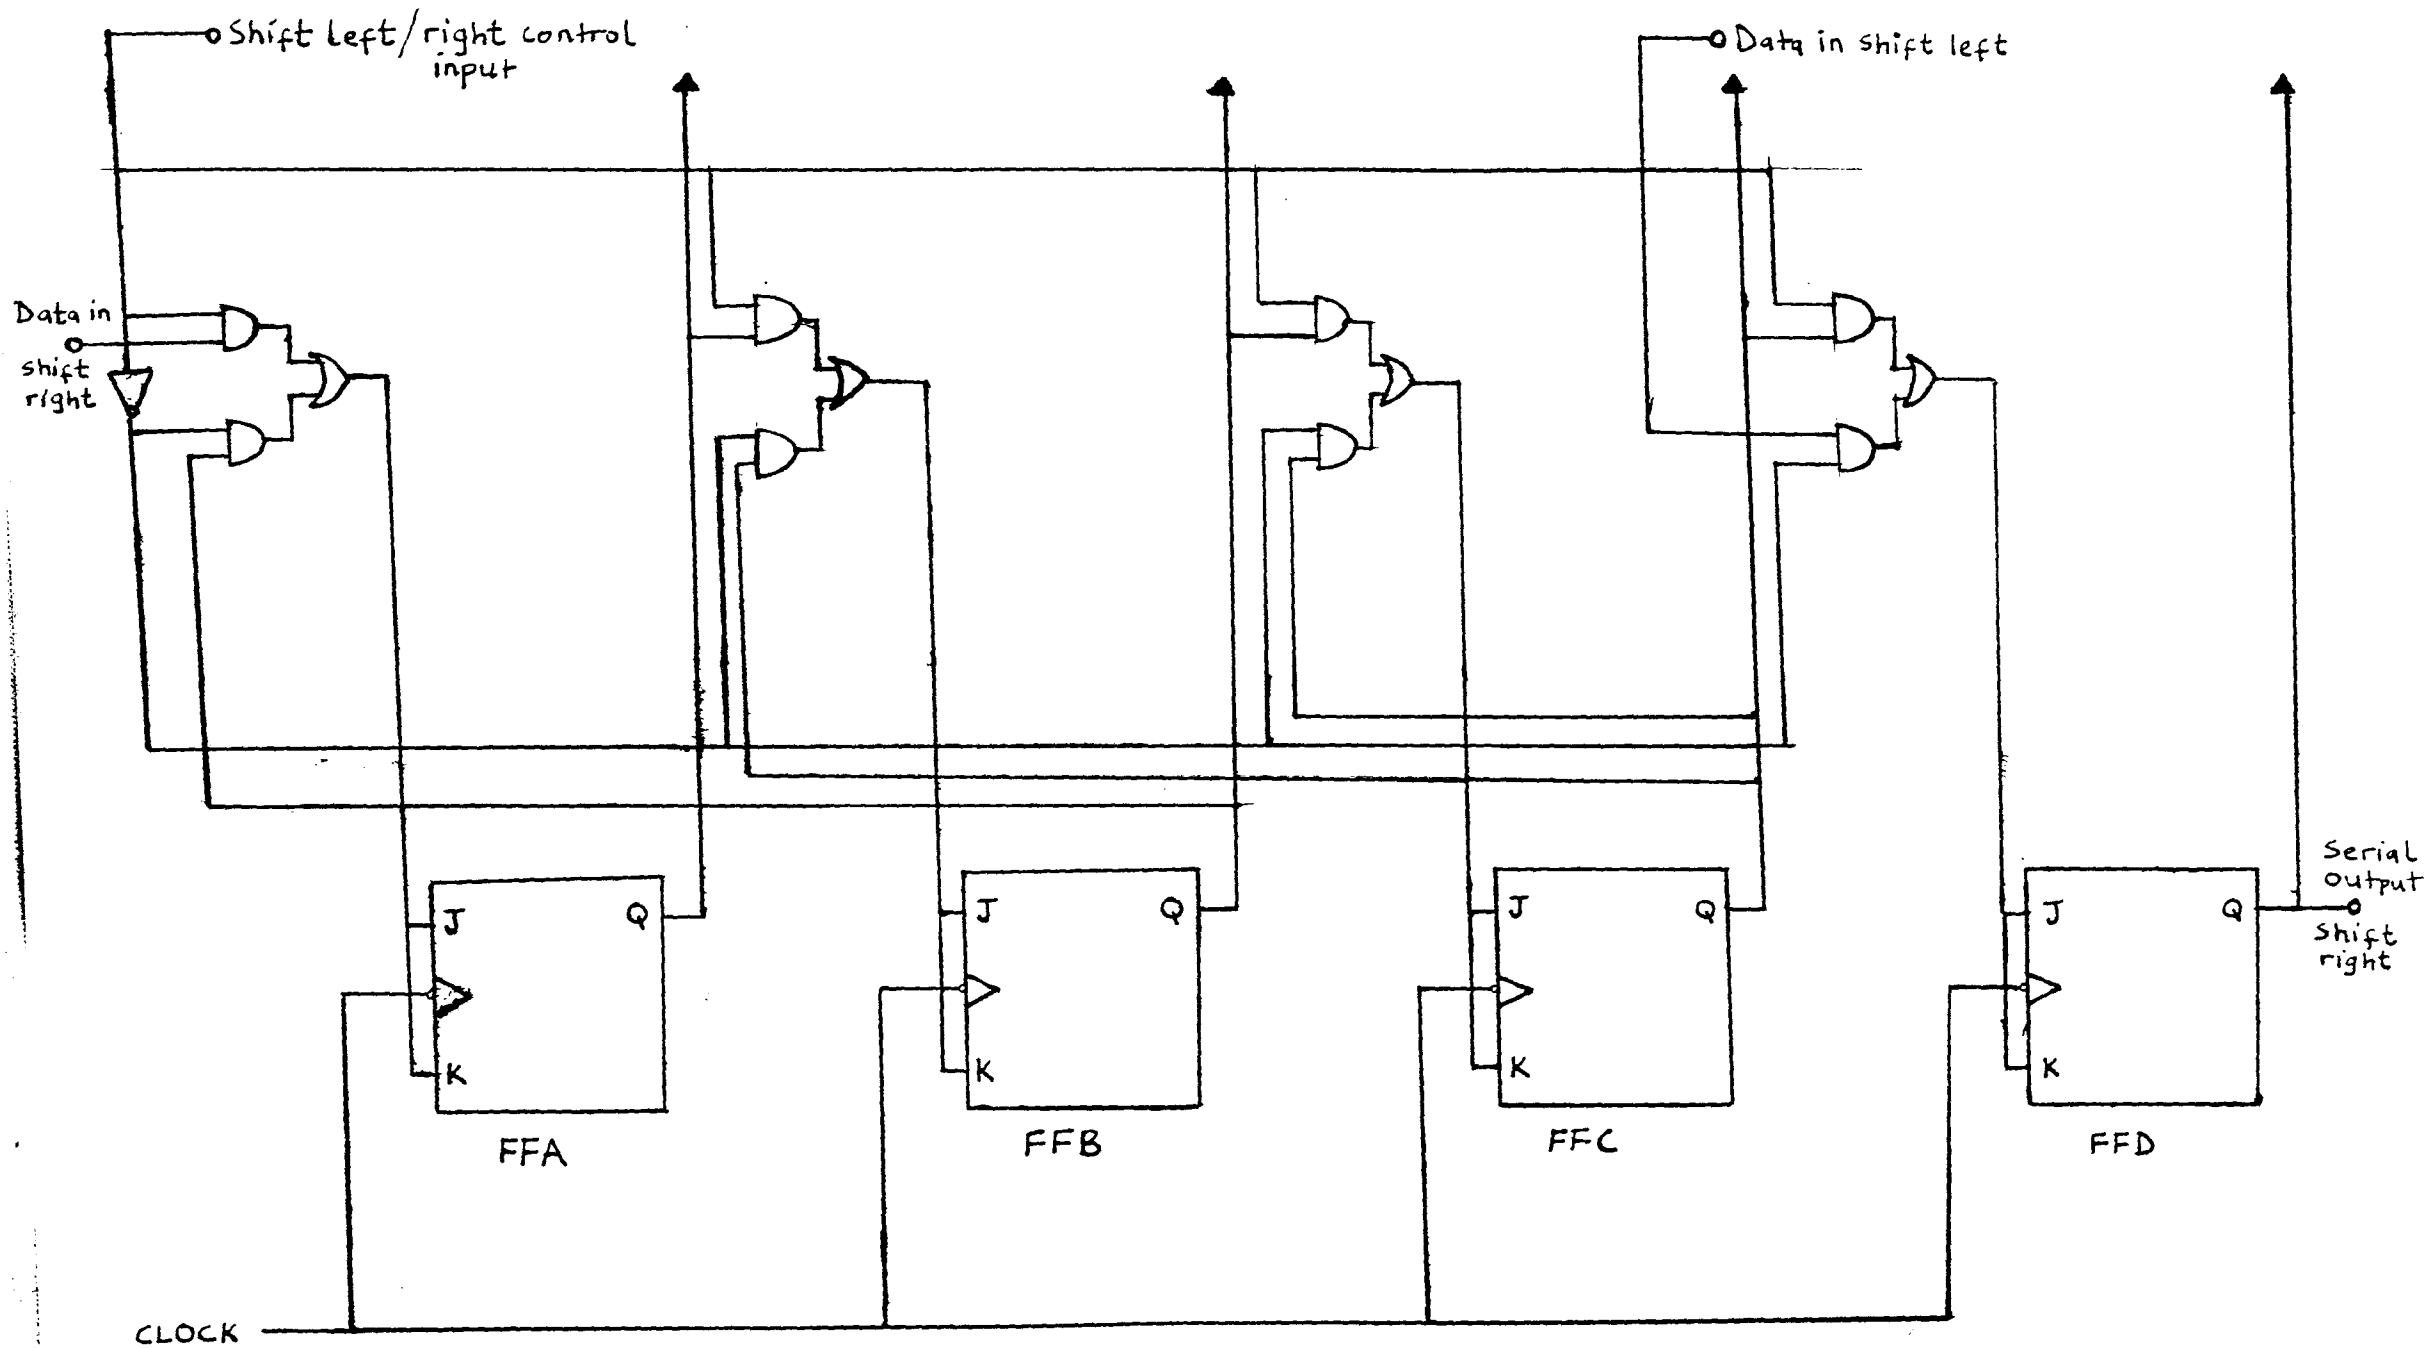 Shift left/right control
input
Data in shift left
Data in
shift
right
Serial
output
shift
right
J
Q
K
FFA
J
Q
K
FFB
J
Q
K
FFC
J
Q
K
FFD
CLOCK